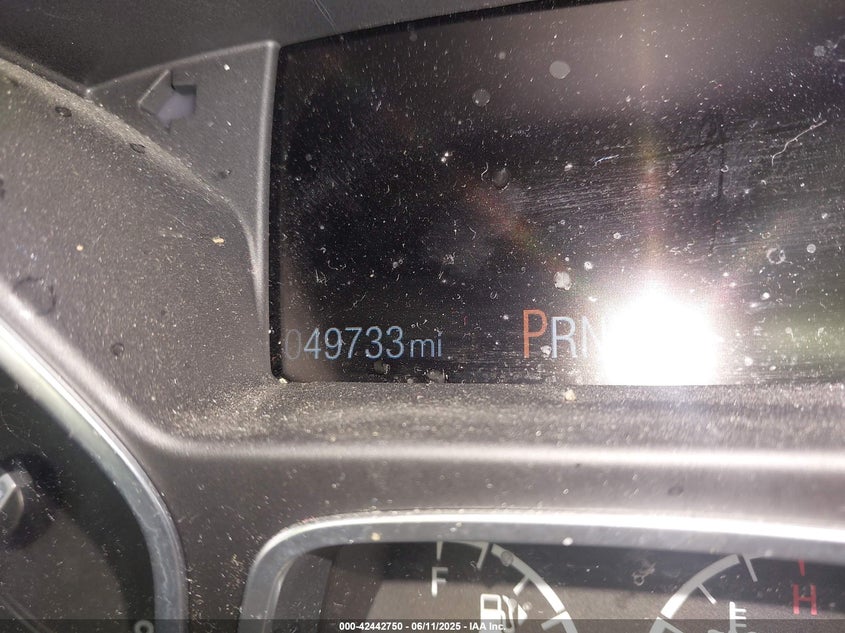 049733mi PRN
F H
000-42442750 - 06/11/2025 - IAA Inc.